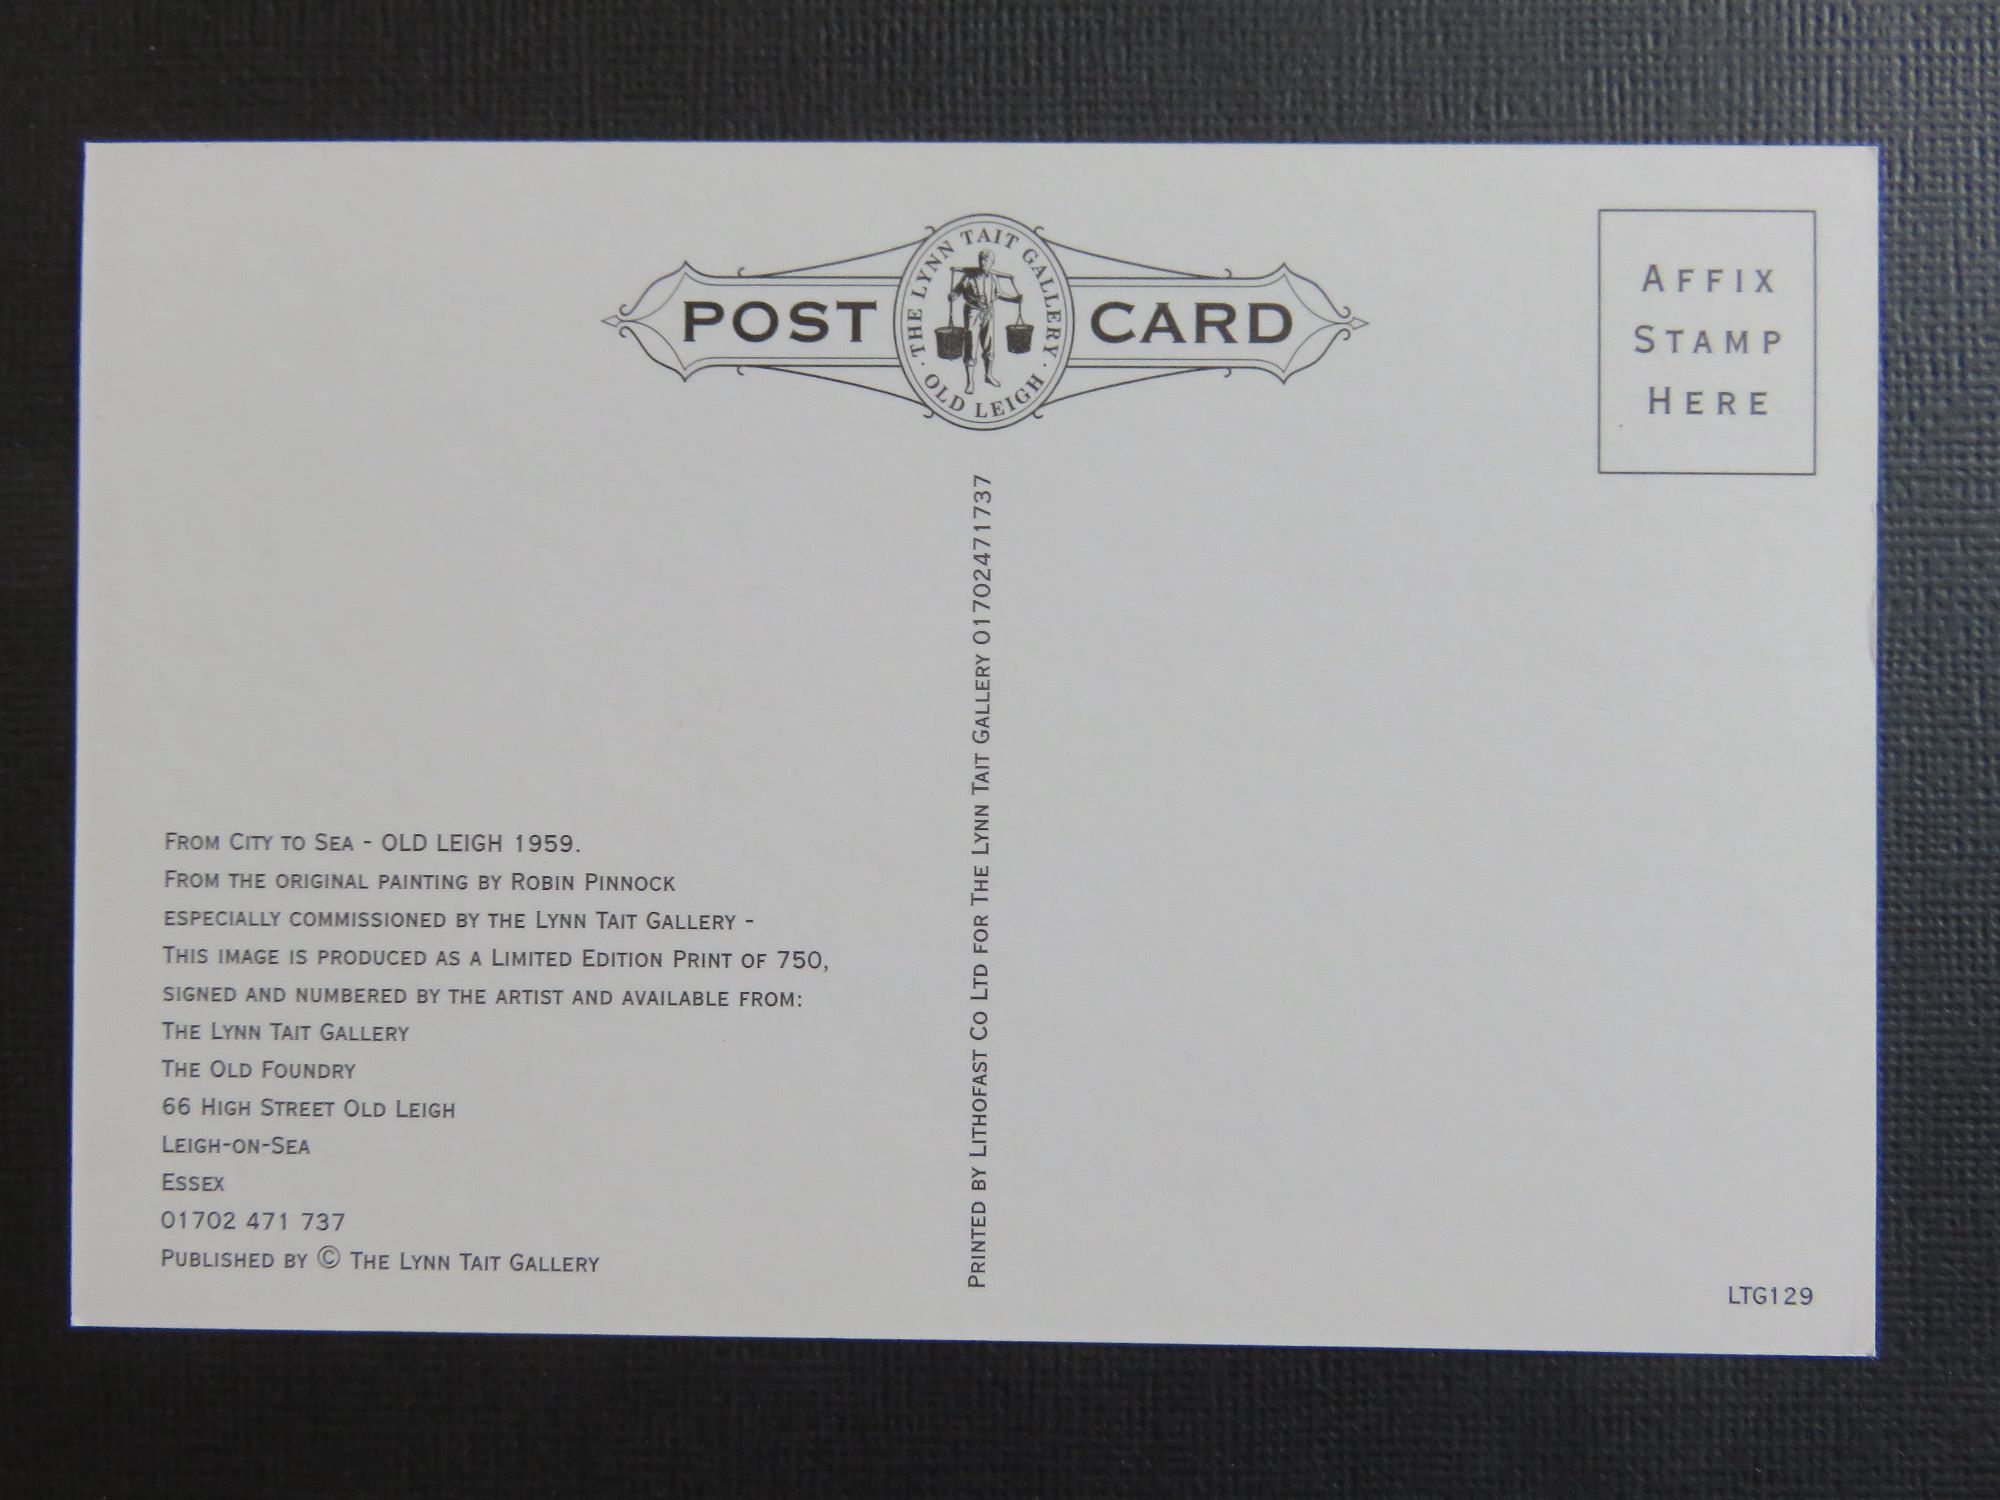 POST CARD
THE LYNN TAIT GALLERY
· OLD LEIGH ·
AFFIX
STAMP
HERE
FROM CITY TO SEA - OLD LEIGH 1959.
FROM THE ORIGINAL PAINTING BY ROBIN PINNOCK
ESPECIALLY COMMISSIONED BY THE LYNN TAIT GALLERY -
THIS IMAGE IS PRODUCED AS A LIMITED EDITION PRINT OF 750,
SIGNED AND NUMBERED BY THE ARTIST AND AVAILABLE FROM:
THE LYNN TAIT GALLERY
THE OLD FOUNDRY
66 HIGH STREET OLD LEIGH
LEIGH-ON-SEA
ESSEX
01702 471 737
PUBLISHED BY © THE LYNN TAIT GALLERY
PRINTED BY LITHOFAST CO LTD FOR THE LYNN TAIT GALLERY 01702471737
LTG129